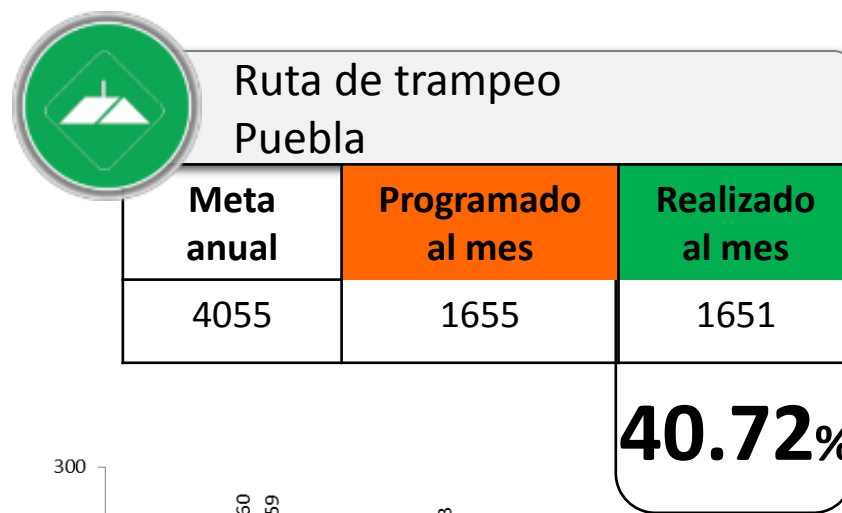 Ruta de trampeo
Puebla
Meta anual
Programado al mes
Realizado al mes
4055
1655
1651
40.72%
300